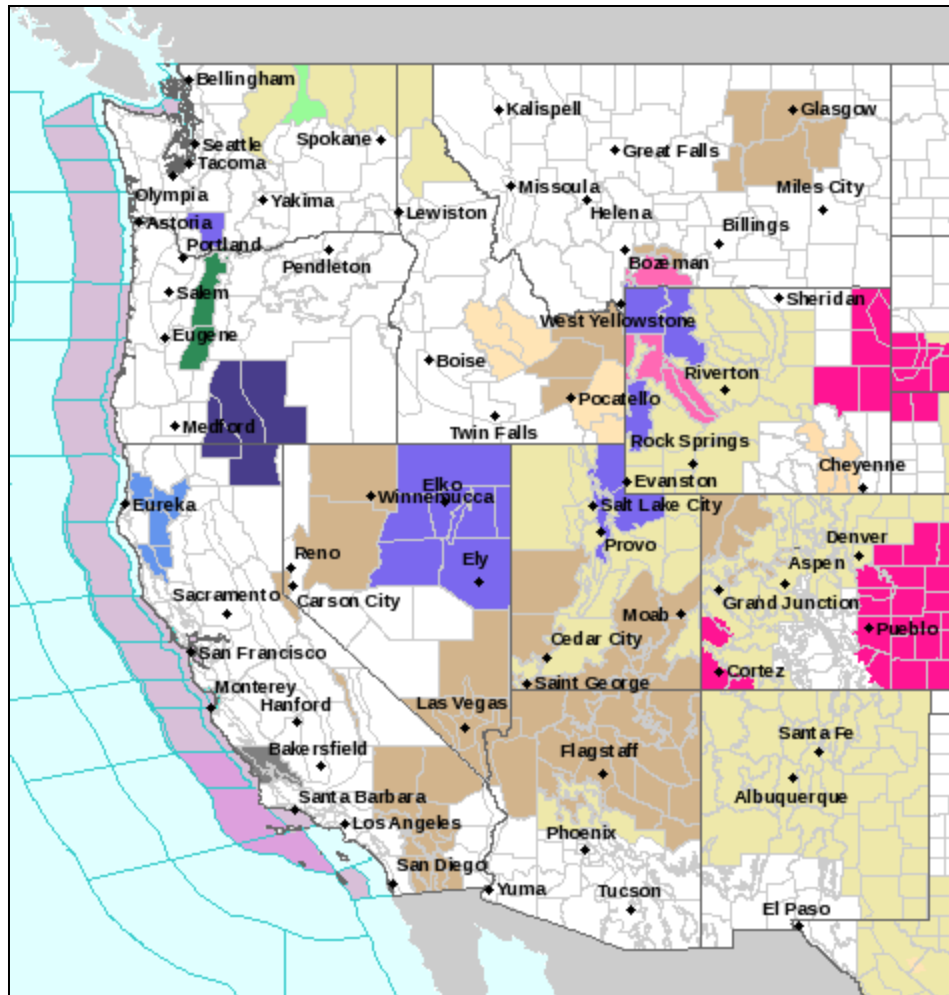 Bellingham
Kalispell
Glasgow
Spokane
Seattle
Great Falls
Tacoma
Miles City
Olympia
Missoula
Yakima
Helena
Lewiston
Astoria
Billings
Portland
Pendleton
Bozeman
Salem
Sheridan
West Yellowstone
Eugene
Boise
Riverton
Pocatello
Medford
Twin Falls
Rock Springs
Cheyenne
Elko
Evanston
Winnemucca
Eureka
Salt Lake City
Provo
Denver
Reno
Ely
Aspen
Sacramento
Carson City
Grand Junction
Moab
Pueblo
Cedar City
San Francisco
Cortez
Saint George
Monterey
Hanford
Las Vegas
Santa Fe
Bakersfield
Flagstaff
Albuquerque
Santa Barbara
Los Angeles
Phoenix
San Diego
Yuma
Tucson
El Paso